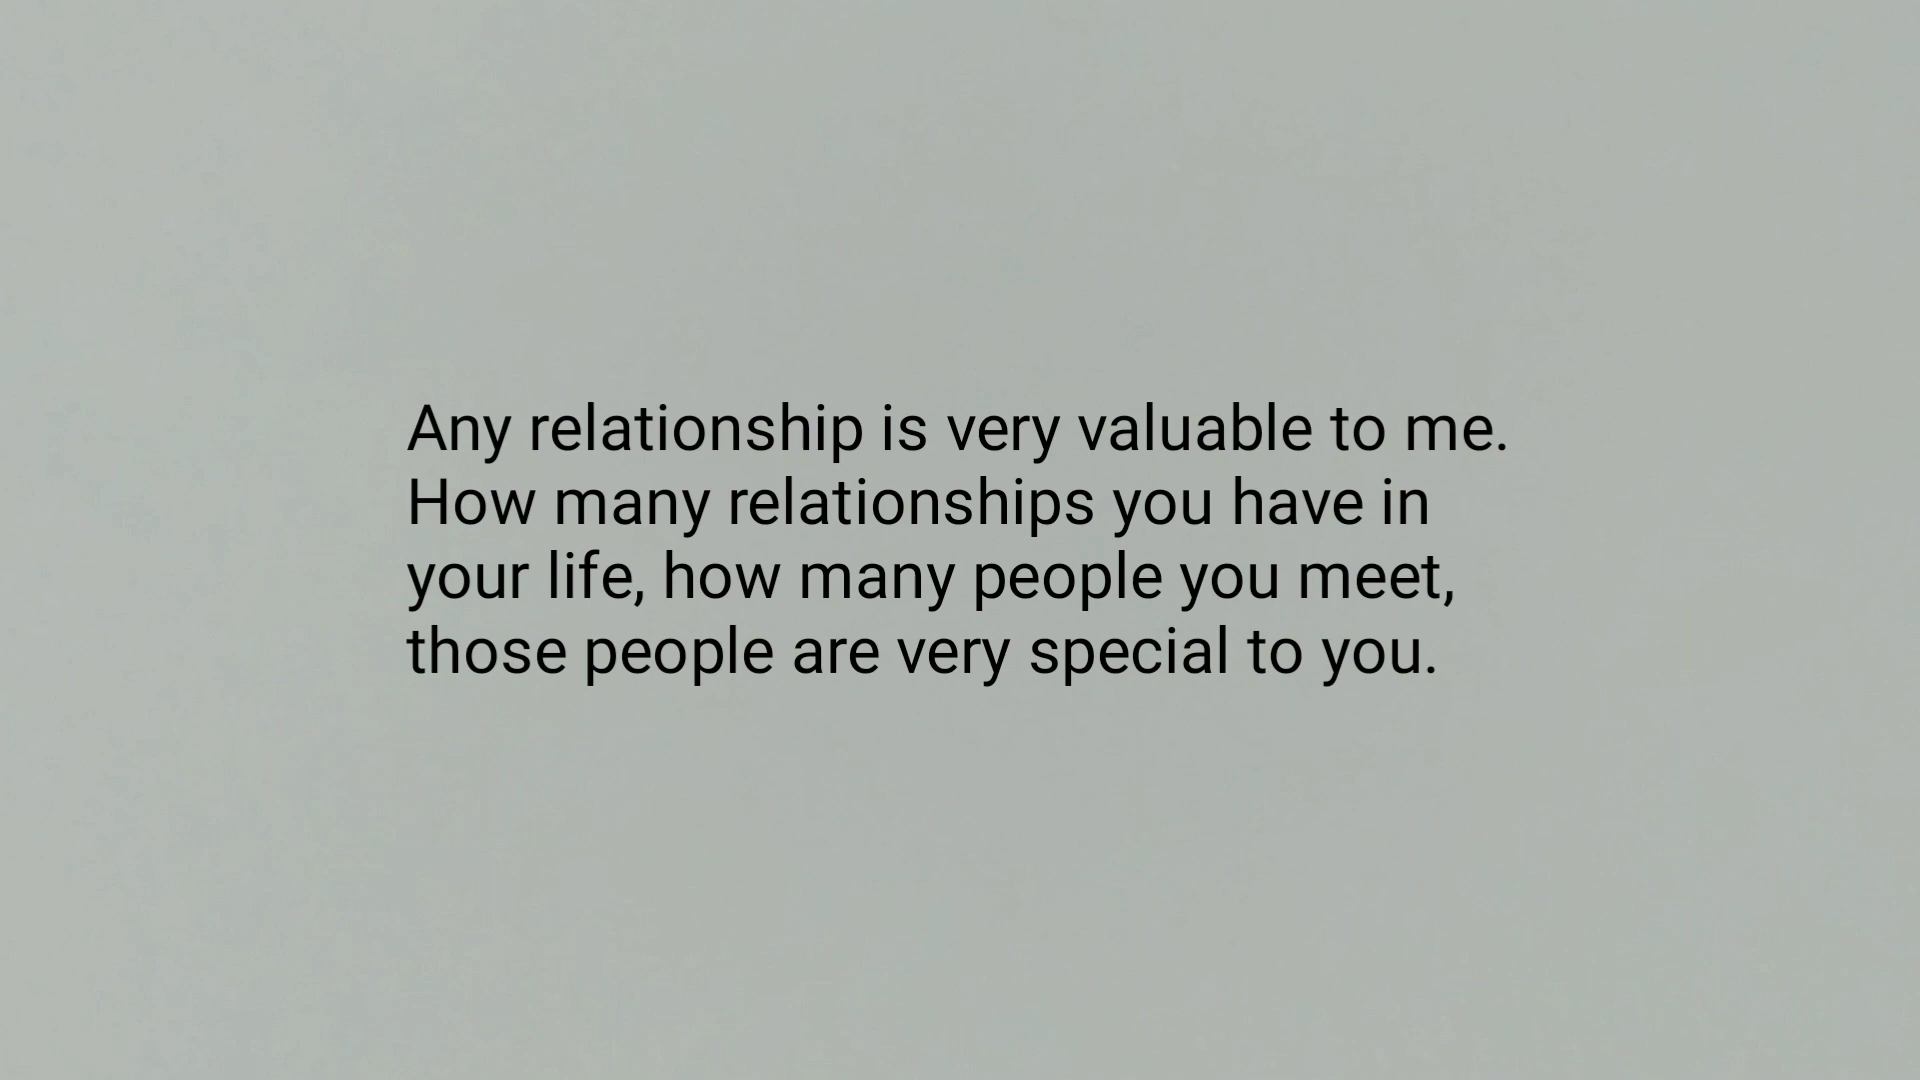 Any relationship is very valuable to me.
How many relationships you have in
your life, how many people you meet,
those people are very special to you.